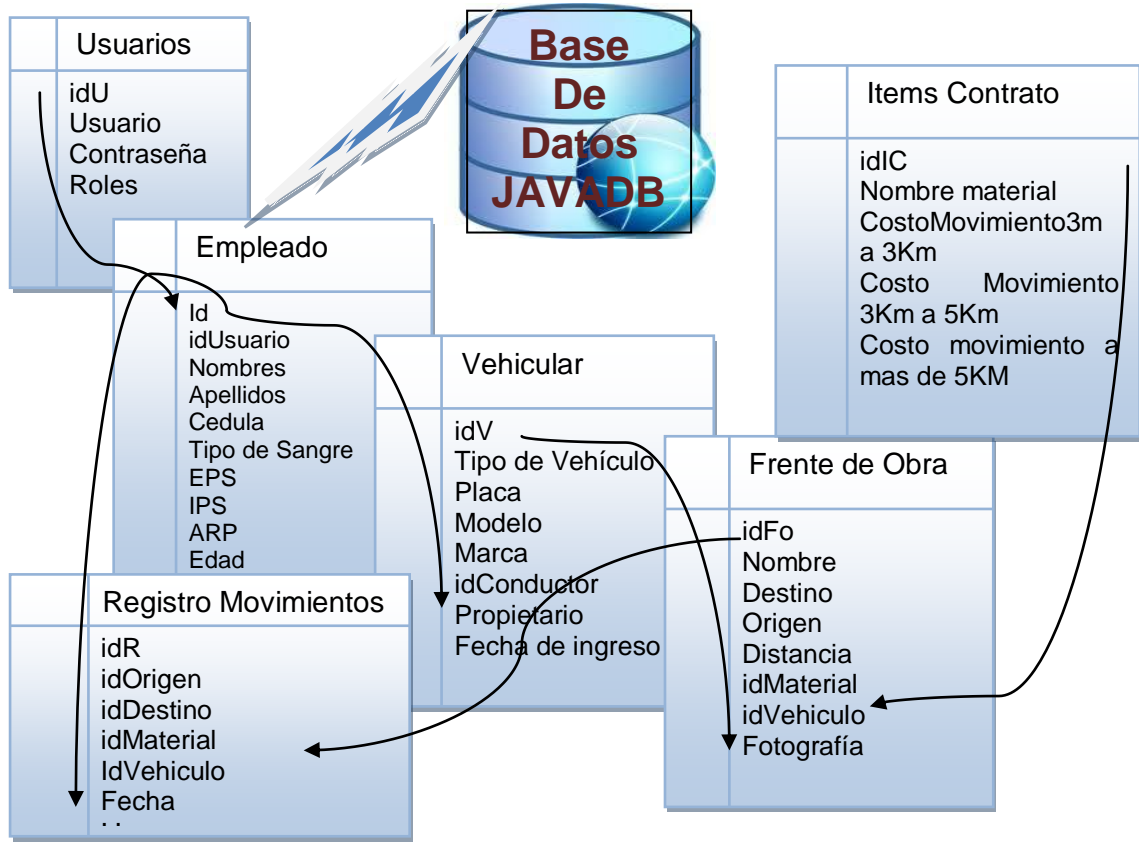 Usuarios
idU
Usuario
Contraseña
Roles
Base
De
Datos
JAVADB
Items Contrato
idIC
Nombre material
CostoMovimiento3m
a 3Km
Costo Movimiento
3Km a 5Km
Costo movimiento a
mas de 5KM
Empleado
Id
idUsuario
Nombres
Apellidos
Cedula
Tipo de Sangre
EPS
IPS
ARP
Edad
Vehicular
idV
Tipo de Vehículo
Placa
Modelo
Marca
idConductor
Propietario
Fecha de ingreso
Frente de Obra
idFo
Nombre
Destino
Origen
Distancia
idMaterial
idVehiculo
Fotografía
Registro Movimientos
idR
idOrigen
idDestino
idMaterial
IdVehiculo
Fecha